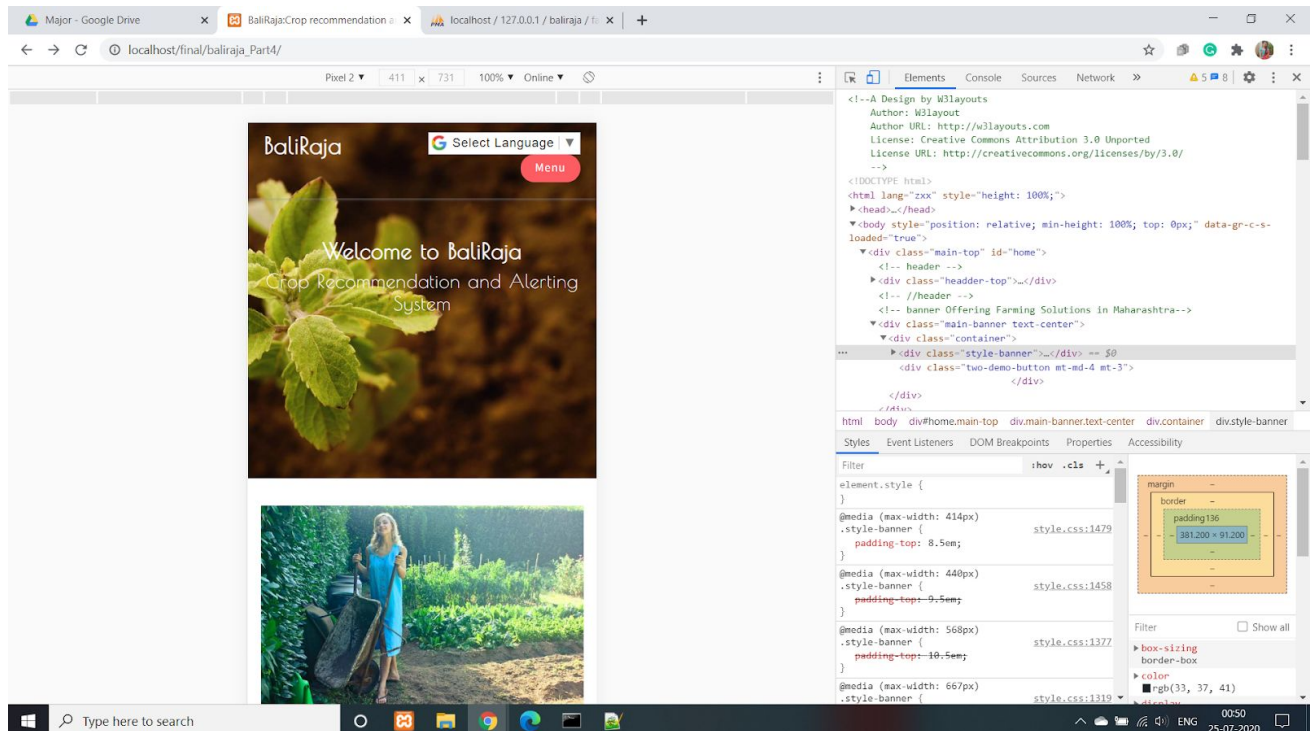 Major - Google Drive
BaliRaja:Crop recommendation a
localhost / 127.0.0.1 / baliraja / fa
localhost/final/baliraja_Part4/
Pixel 2 ▼ 411 x 731 100% ▼ Online ▼
Elements Console Sources Network » 5 8
BaliRaja
Select Language ▼
Menu
Welcome to BaliRaja
Crop Recommendation and Alerting
System
<!--A Design by W3layouts
Author: W3layout
Author URL: http://w3layouts.com
License: Creative Commons Attribution 3.0 Unported
License URL: http://creativecommons.org/licenses/by/3.0/
-->
<!DOCTYPE html>
<html lang="zxx" style="height: 100%;">
▶<head>…</head>
▼<body style="position: relative; min-height: 100%; top: 0px;" data-gr-c-s-
loaded="true">
▼<div class="main-top" id="home">
<!-- header -->
▶<div class="headder-top">…</div>
<!-- //header -->
<!-- banner Offering Farming Solutions in Maharashtra-->
▼<div class="main-banner text-center">
▼<div class="container">
… ▶<div class="style-banner">…</div> == $0
<div class="two-demo-button mt-md-4 mt-3">
</div>
</div>
</div>
html body div#home.main-top div.main-banner.text-center div.container div.style-banner
Styles Event Listeners DOM Breakpoints Properties Accessibility
Filter :hov .cls +
element.style {
}
@media (max-width: 414px)
.style-banner { style.css:1479
padding-top: 8.5em;
}
@media (max-width: 440px)
.style-banner { style.css:1458
padding-top: 9.5em;
}
@media (max-width: 568px)
.style-banner { style.css:1377
padding-top: 10.5em;
}
@media (max-width: 667px)
.style-banner { style.css:1319
margin -
border -
padding136
- - - 381.200 × 91.200 - - -
-
-
-
Filter Show all
▶box-sizing
border-box
▶color
rgb(33, 37, 41)
▶display
Type here to search
ENG
00:50
25-07-2020